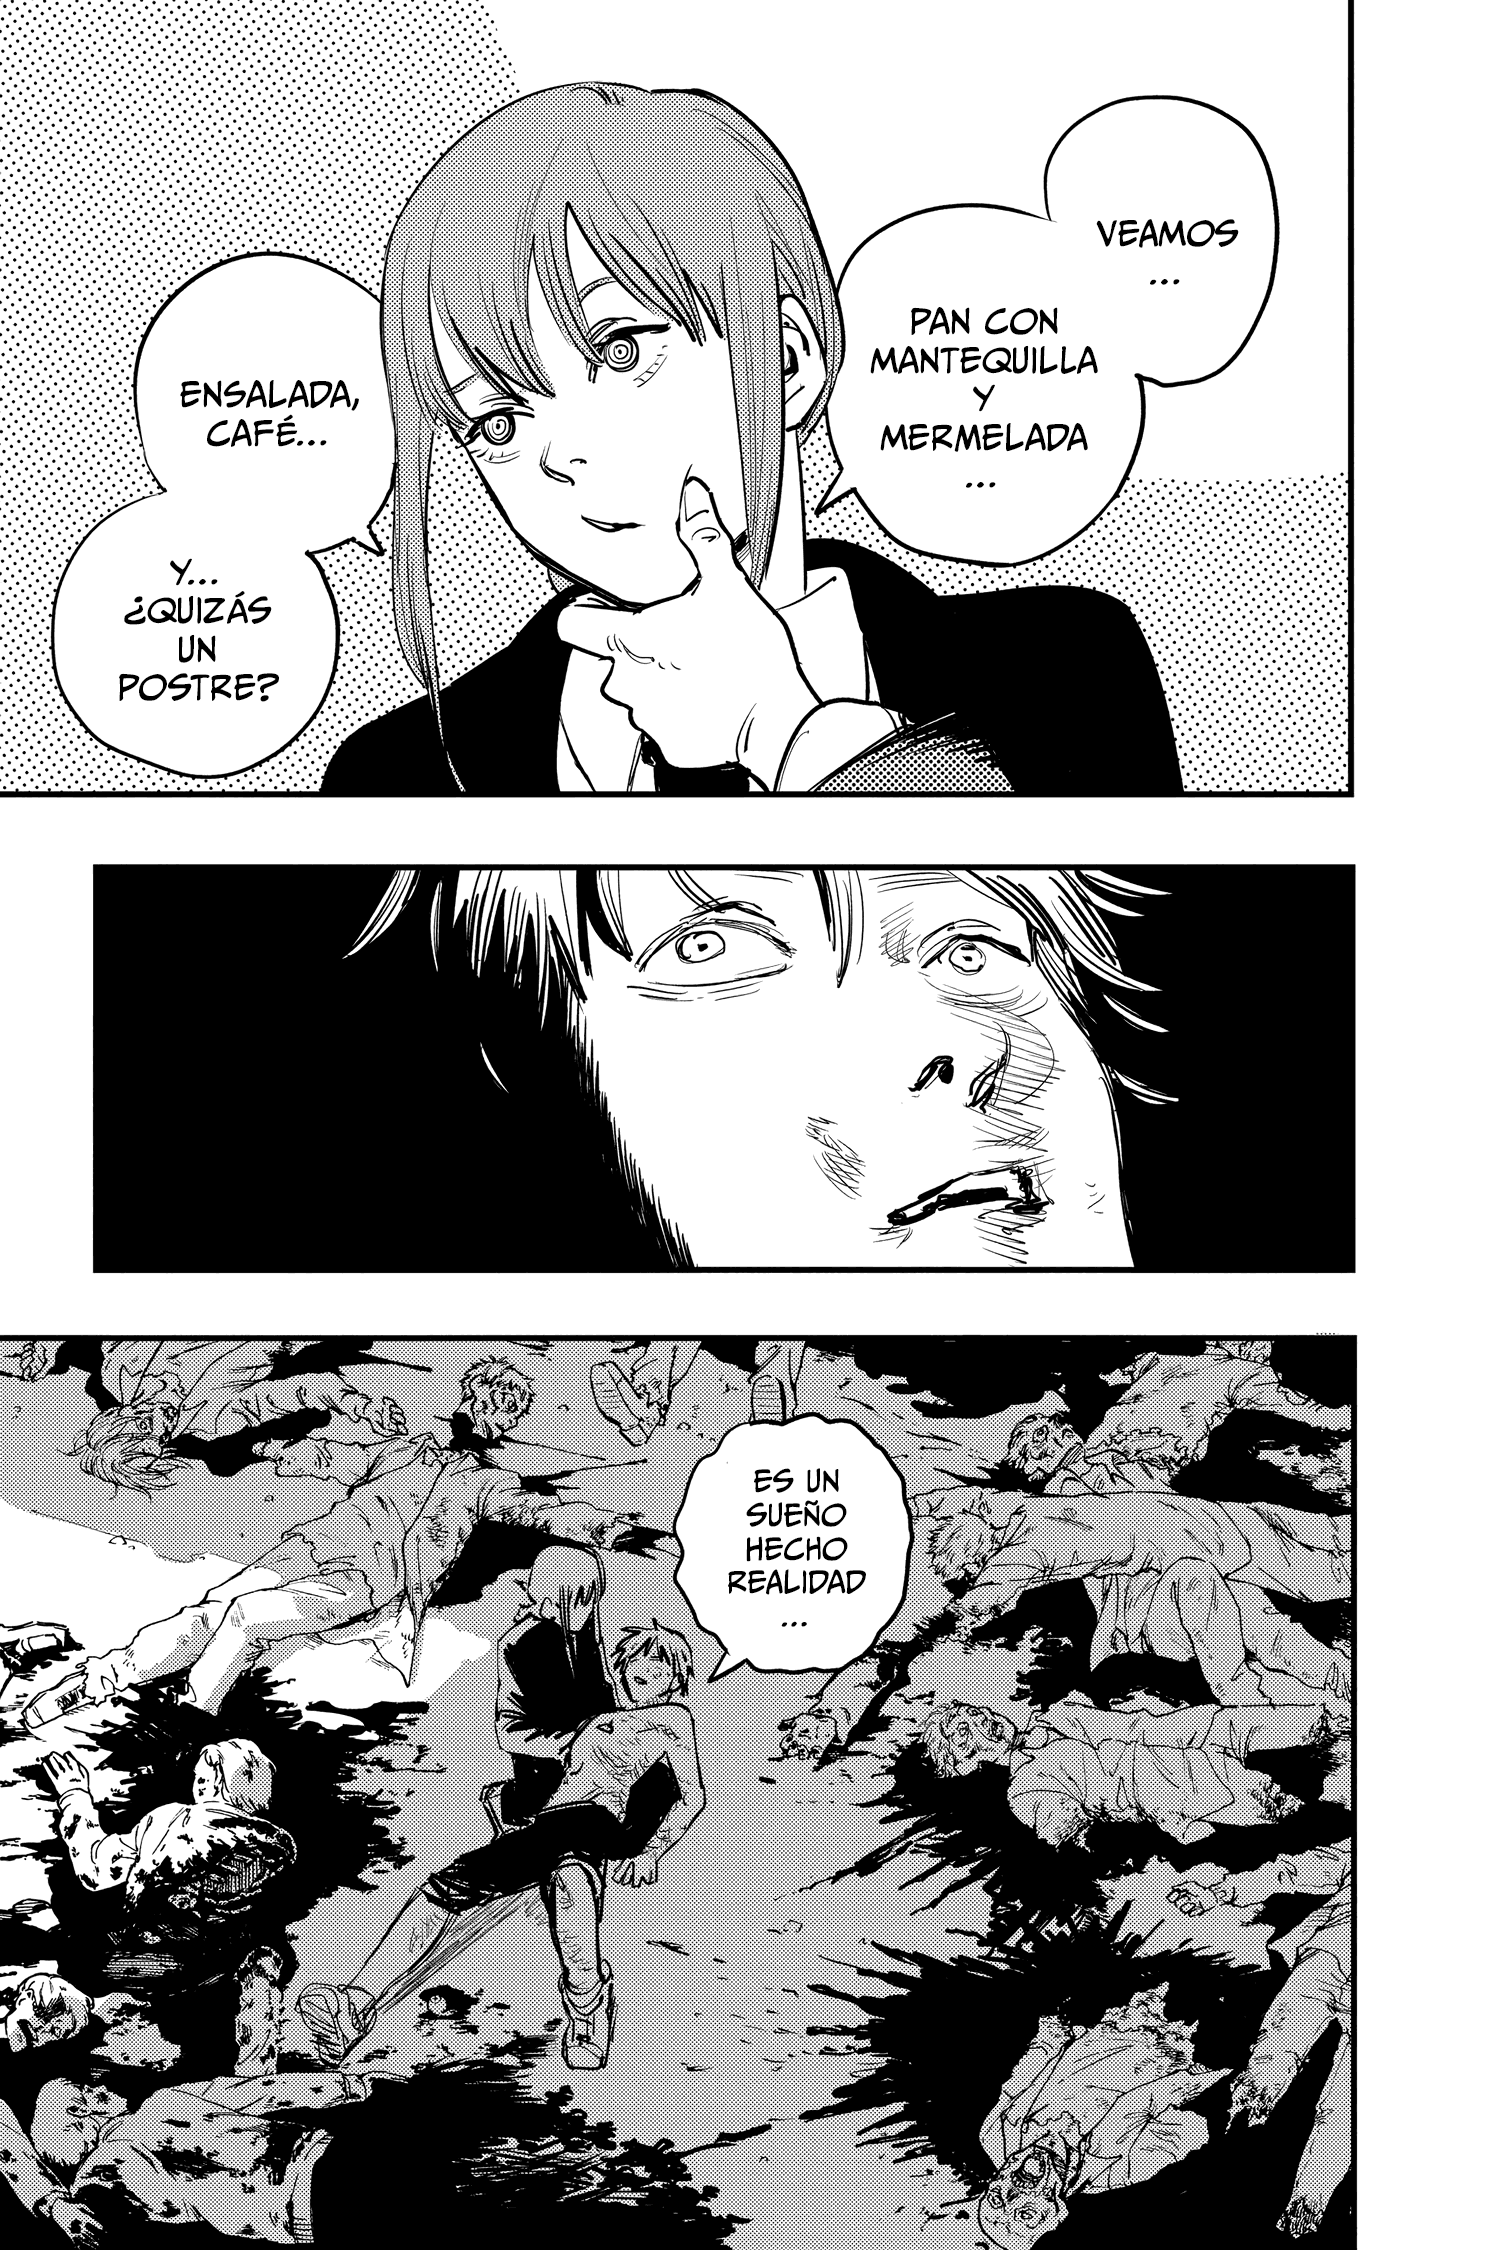 VEAMOS
...
PAN CON
MANTEQUILLA
Y
MERMELADA
...
ENSALADA,
CAFÉ...
Y...
¿QUIZÁS
UN
POSTRE?
ES UN
SUEÑO
HECHO
REALIDAD
...